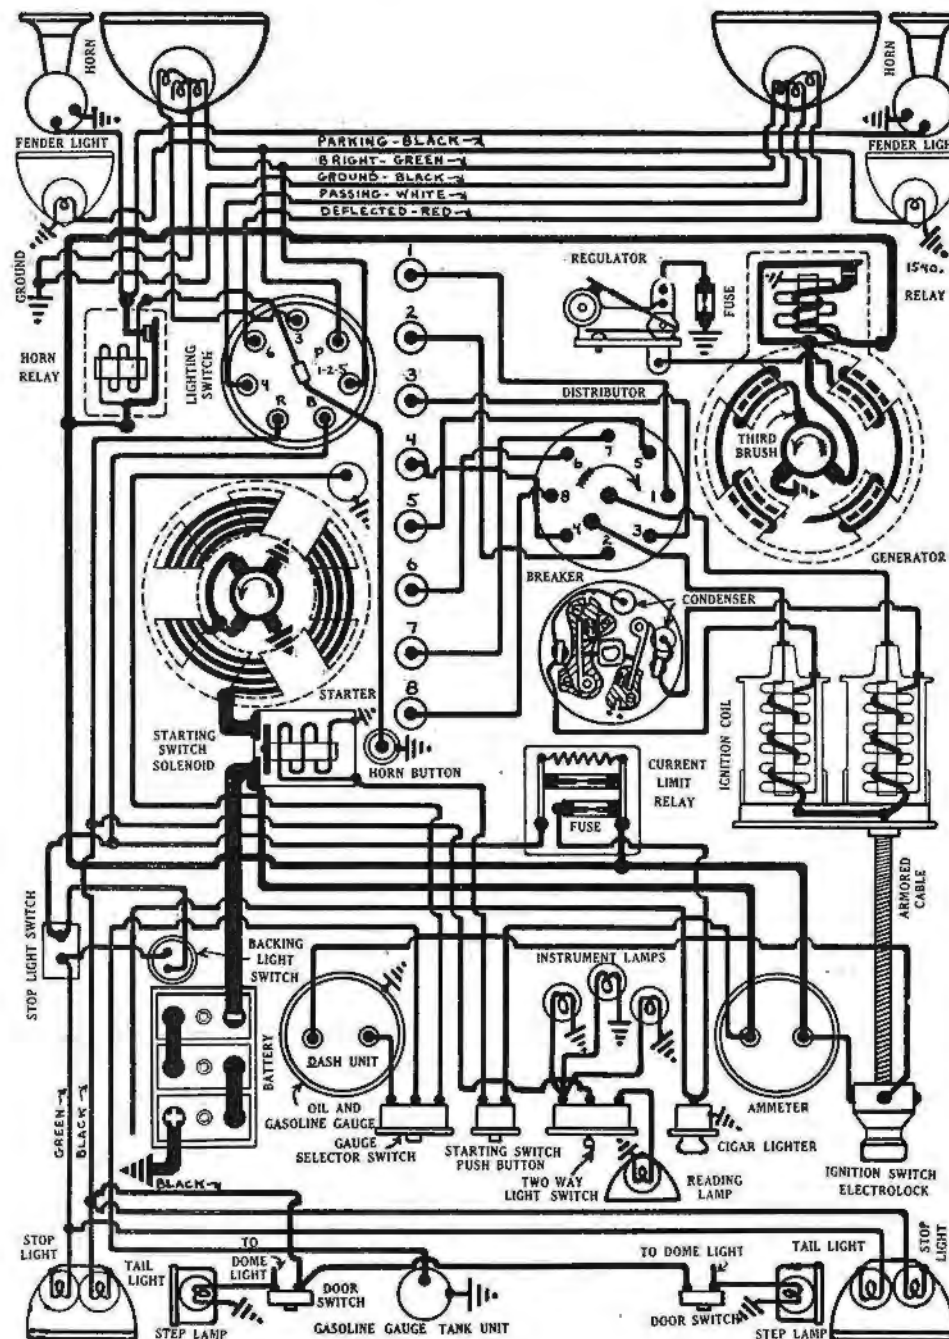 HORN
HORN
FENDER LIGHT
FENDER LIGH
PARKING - BLACK
BRIGHT - GREEN
GROUND - BLACK
PASSING - WHITE
DEFLECTED - RED
GROUND
HORN
RELAY
LIGHTING
SWITCH
3
6
P
1-2-5
4
R
B
1
2
3
4
5
6
7
8
REGULATOR
FUSE
1540,
RELAY
DISTRIBUTOR
7
6
5
8
1
4
2
3
BREAKER
THIRD
BRUSH
GENERATOR
CONDENSER
STARTER
STARTING
SWITCH
SOLENOID
HORN BUTTON
CURRENT
LIMIT
RELAY
FUSE
IGNITION COIL
ARMORED
CABLE
STOP LIGHT SWITCH
BACKING
LIGHT
SWITCH
INSTRUMENT LAMPS
BATTERY
DASH UNIT
OIL AND
GASOLINE GAUGE
GAUGE
SELECTOR SWITCH
STARTING SWITCH
PUSH BUTTON
TWO WAY
LIGHT SWITCH
READING
LAMP
CIGAR LIGHTER
AMMETER
IGNITION SWITCH
ELECTROLOCK
GREEN
BLACK
BLACK
STOP
LIGHT
TAIL
LIGHT
STEP LAMP
TO
DOME
LIGHT
DOOR
SWITCH
GASOLINE GAUGE TANK UNIT
TO DOME LIGHT
DOOR SWITCH
STEP LAMP
TAIL LIGHT
STOP
LIGHT